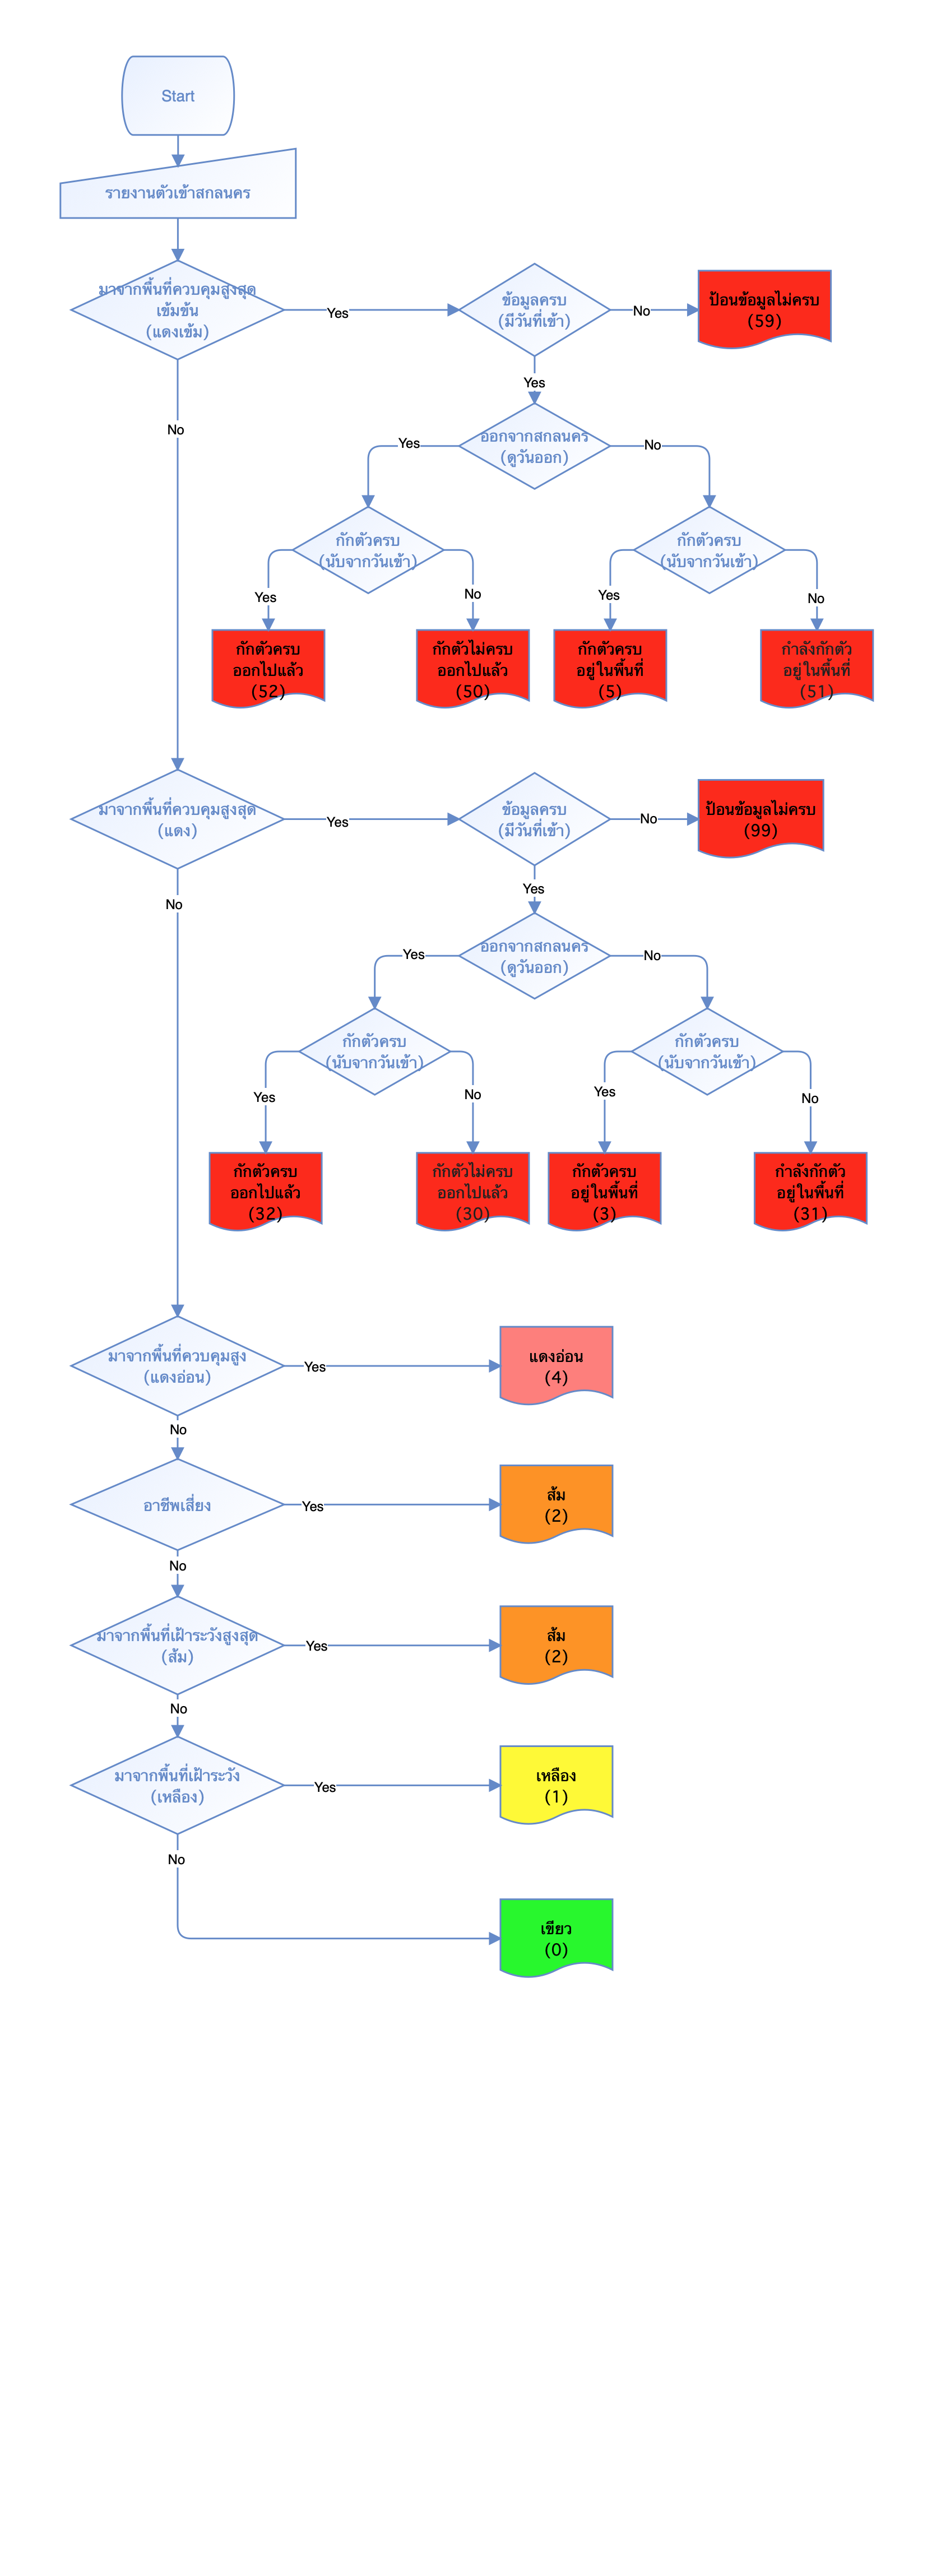 Start
รายงานตัวเข้าสกลนคร
มาจากพื้นที่ควบคุมสูงสุด
เข้มข้น
(แดงเข้ม)
Yes
ข้อมูลครบ
(มีวันที่เข้า)
No
ป้อนข้อมูลไม่ครบ
(59)
Yes
No
ออกจากสกลนคร
(ดูวันออก)
Yes
No
กักตัวครบ
(นับจากวันเข้า)
กักตัวครบ
(นับจากวันเข้า)
Yes
No
Yes
No
กักตัวครบ
ออกไปแล้ว
(52)
กักตัวไม่ครบ
ออกไปแล้ว
(50)
กักตัวครบ
อยู่ในพื้นที่
(5)
กำลังกักตัว
อยู่ในพื้นที่
(51)
มาจากพื้นที่ควบคุมสูงสุด
(แดง)
Yes
ข้อมูลครบ
(มีวันที่เข้า)
No
ป้อนข้อมูลไม่ครบ
(99)
Yes
No
ออกจากสกลนคร
(ดูวันออก)
Yes
No
กักตัวครบ
(นับจากวันเข้า)
กักตัวครบ
(นับจากวันเข้า)
Yes
No
Yes
No
กักตัวครบ
ออกไปแล้ว
(32)
กักตัวไม่ครบ
ออกไปแล้ว
(30)
กักตัวครบ
อยู่ในพื้นที่
(3)
กำลังกักตัว
อยู่ในพื้นที่
(31)
มาจากพื้นที่ควบคุมสูง
(แดงอ่อน)
Yes
แดงอ่อน
(4)
No
อาชีพเสี่ยง
Yes
ส้ม
(2)
No
มาจากพื้นที่เฝ้าระวังสูงสุด
(ส้ม)
Yes
ส้ม
(2)
No
มาจากพื้นที่เฝ้าระวัง
(เหลือง)
Yes
เหลือง
(1)
No
เขียว
(0)